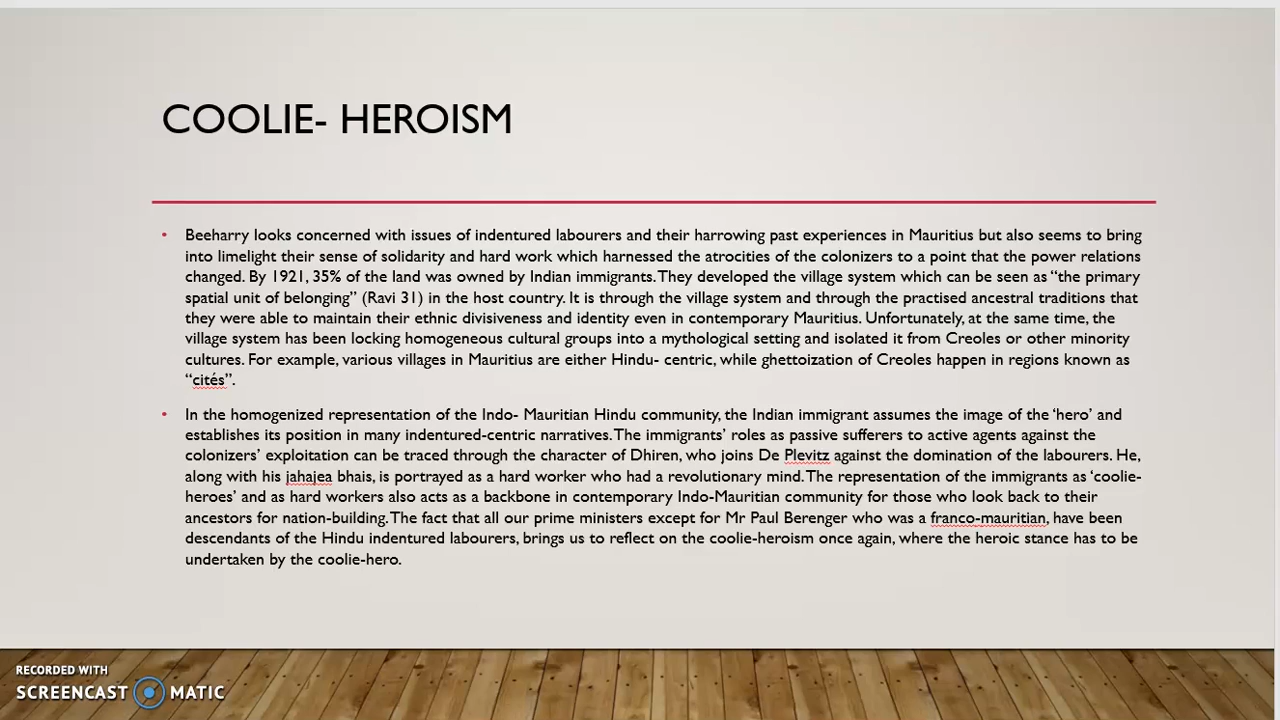 COOLIE- HEROISM
• Beeharry looks concerned with issues of indentured labourers and their harrowing past experiences in Mauritius but also seems to bring
into limelight their sense of solidarity and hard work which harnessed the atrocities of the colonizers to a point that the power relations
changed. By 1921, 35% of the land was owned by Indian immigrants. They developed the village system which can be seen as “the primary
spatial unit of belonging” (Ravi 31) in the host country. It is through the village system and through the practised ancestral traditions that
they were able to maintain their ethnic divisiveness and identity even in contemporary Mauritius. Unfortunately, at the same time, the
village system has been locking homogeneous cultural groups into a mythological setting and isolated it from Creoles or other minority
cultures. For example, various villages in Mauritius are either Hindu- centric, while ghettoization of Creoles happen in regions known as
“cités”.
• In the homogenized representation of the Indo- Mauritian Hindu community, the Indian immigrant assumes the image of the ‘hero’ and
establishes its position in many indentured-centric narratives. The immigrants’ roles as passive sufferers to active agents against the
colonizers’ exploitation can be traced through the character of Dhiren, who joins De Plevitz against the domination of the labourers. He,
along with his jahajea bhais, is portrayed as a hard worker who had a revolutionary mind. The representation of the immigrants as ‘coolie-
heroes’ and as hard workers also acts as a backbone in contemporary Indo-Mauritian community for those who look back to their
ancestors for nation-building. The fact that all our prime ministers except for Mr Paul Berenger who was a franco-mauritian, have been
descendants of the Hindu indentured labourers, brings us to reflect on the coolie-heroism once again, where the heroic stance has to be
undertaken by the coolie-hero.
RECORDED WITH
SCREENCAST MATIC